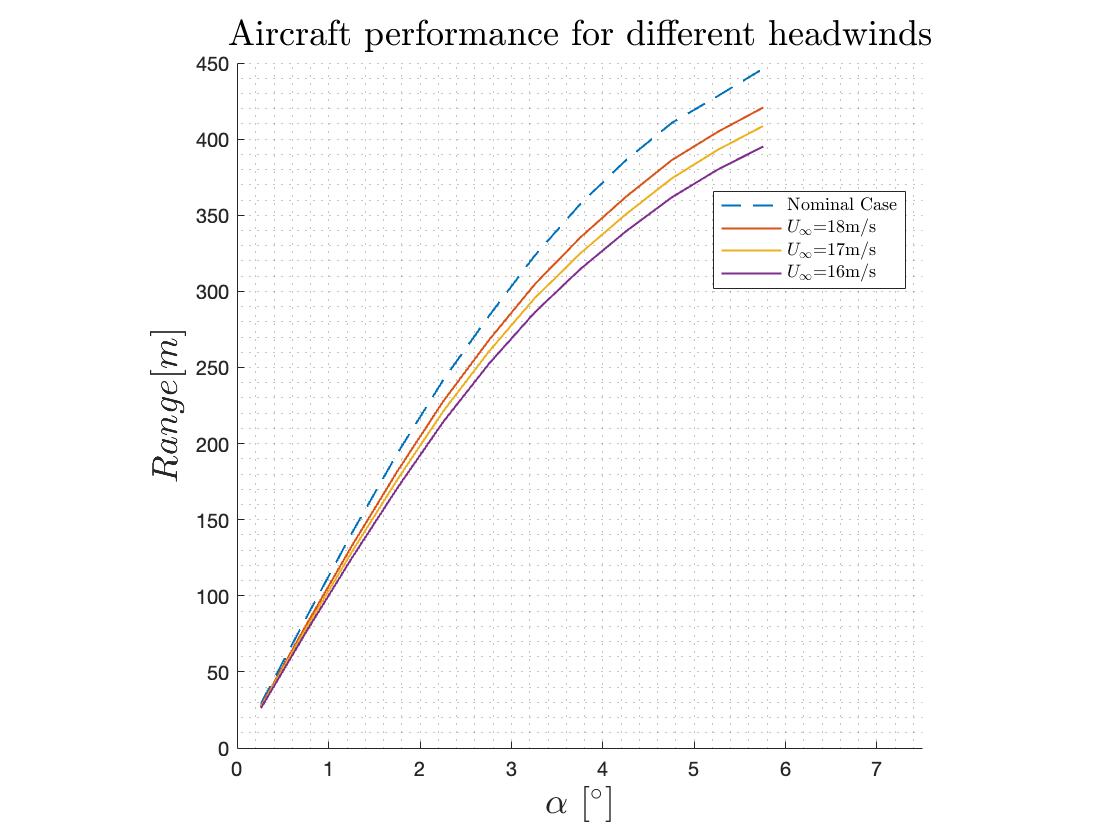 Aircraft performance for different headwinds
450
400
350
300
250
200
150
100
50
0
Range[m]
Nominal Case
U∞=18m/s
U∞=17m/s
U∞=16m/s
0 1 2 3 4 5 6 7
α [°]